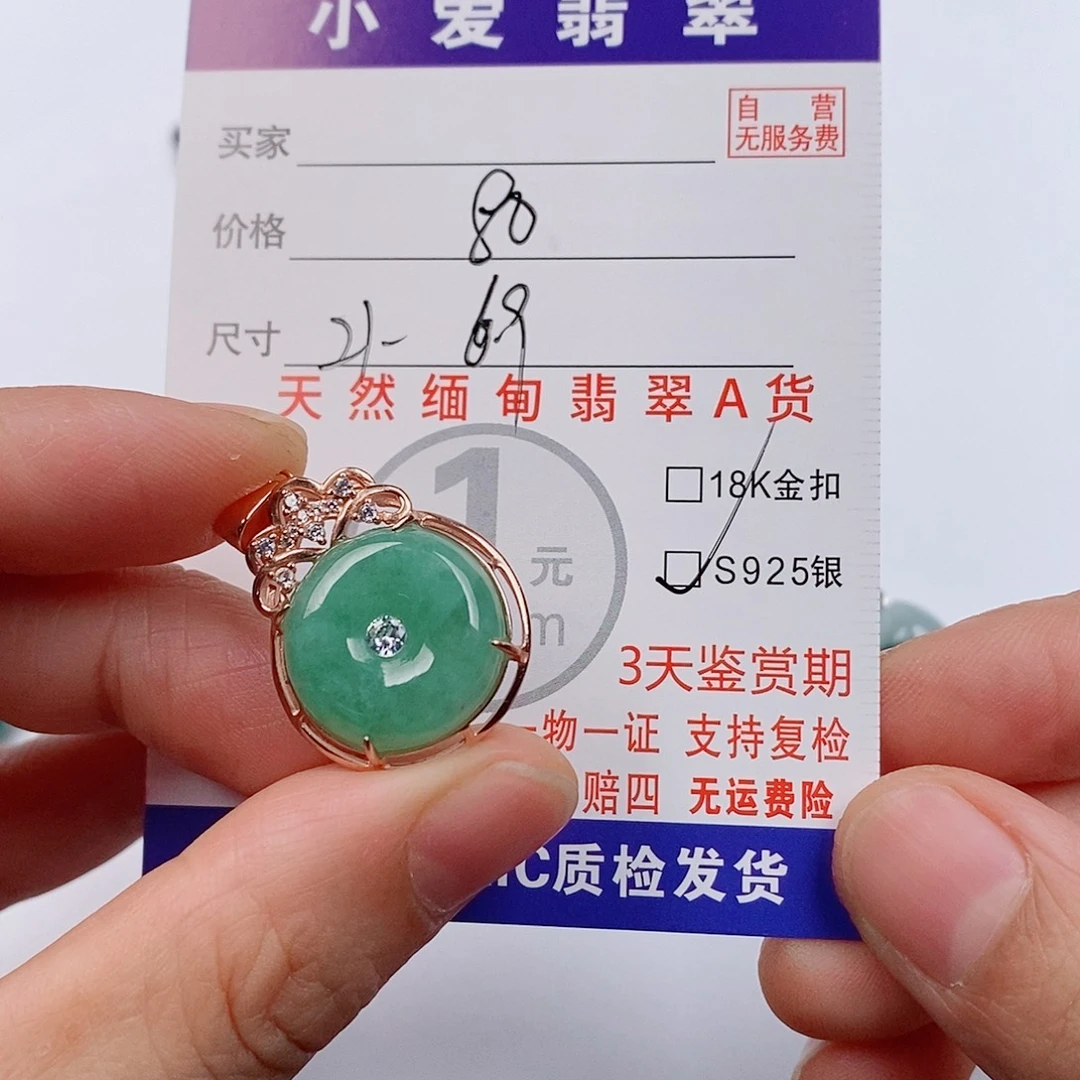 小爱翡翠
自营
无服务费
买家
价格 80
尺寸 21- 6.9
天然缅甸翡翠A货
1元
m
18K金扣
S925银
3天鉴赏期
一物一证 支持复检
赔四 无运费险
IC质检发货